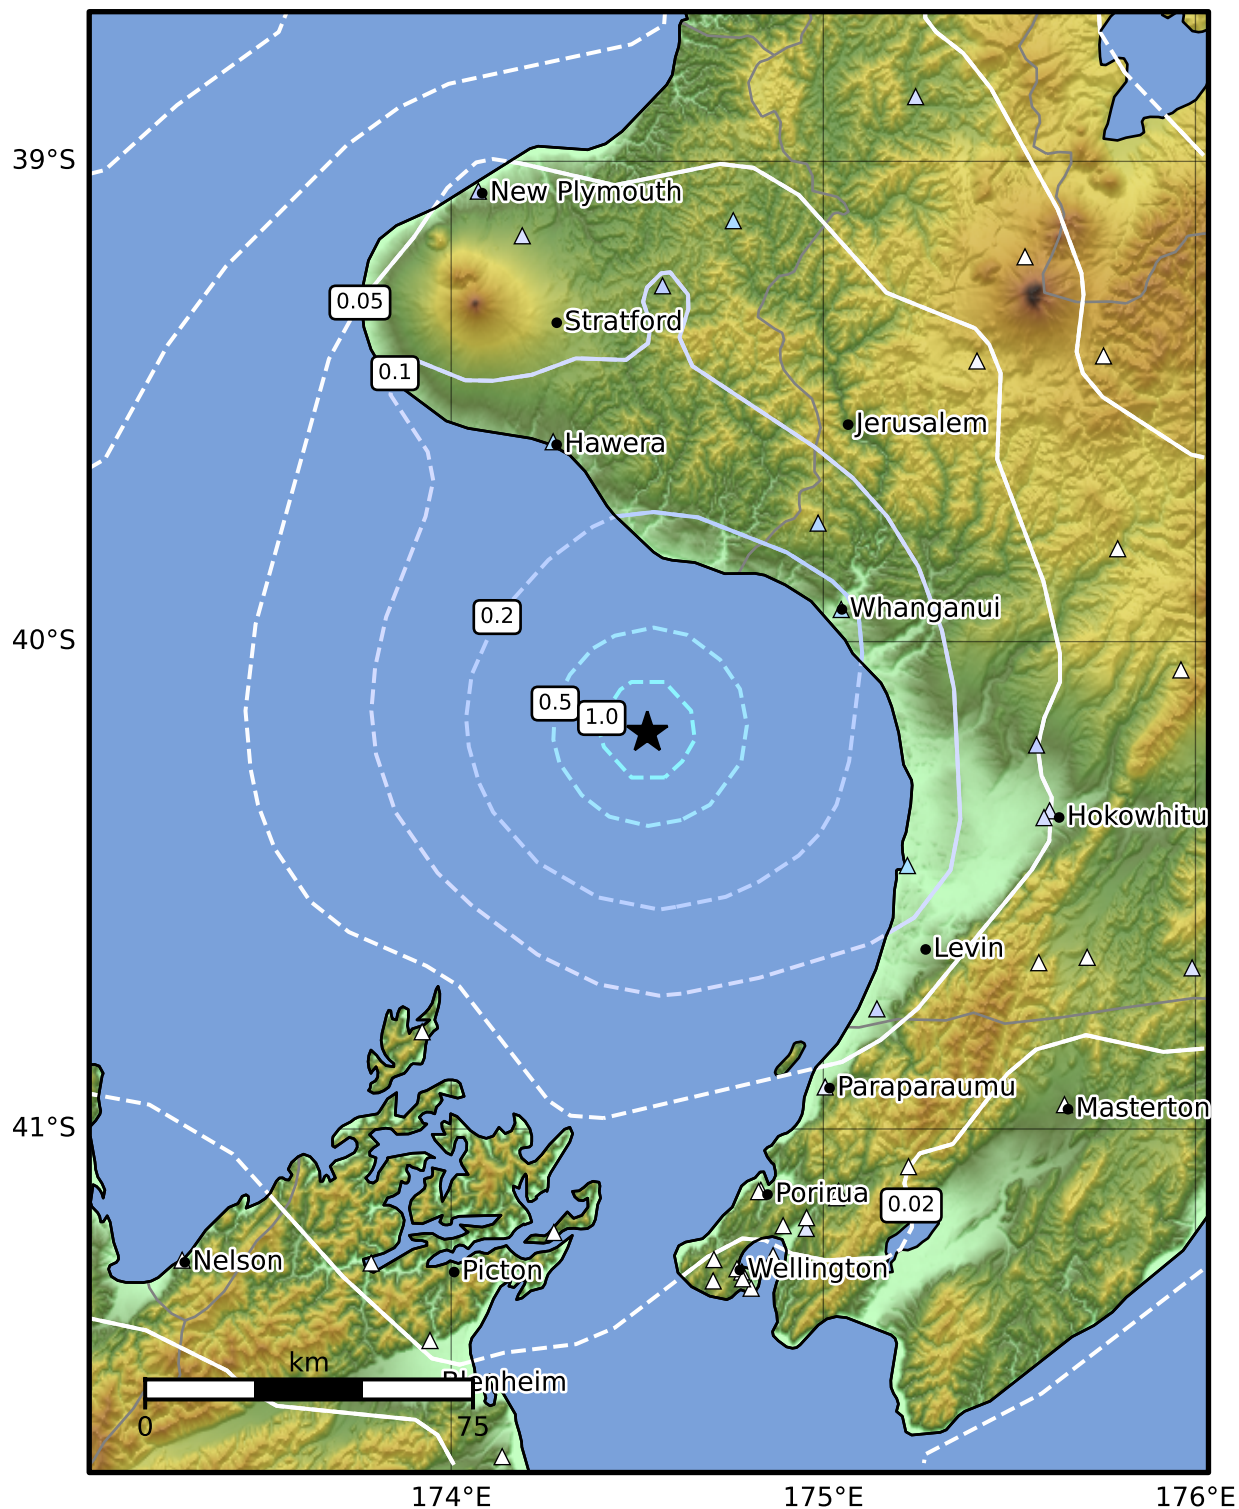 39°S
New Plymouth
0.05
Stratford
0.1
Jerusalem
Hawera
Whanganui
0.2
40°S
0.5
1.0
Hokowhitu
Levin
Paraparaumu
Masterton
41°S
Porirua
0.02
Nelson
Picton
Wellington
km
Blenheim
0
75
174°E
175°E
176°E